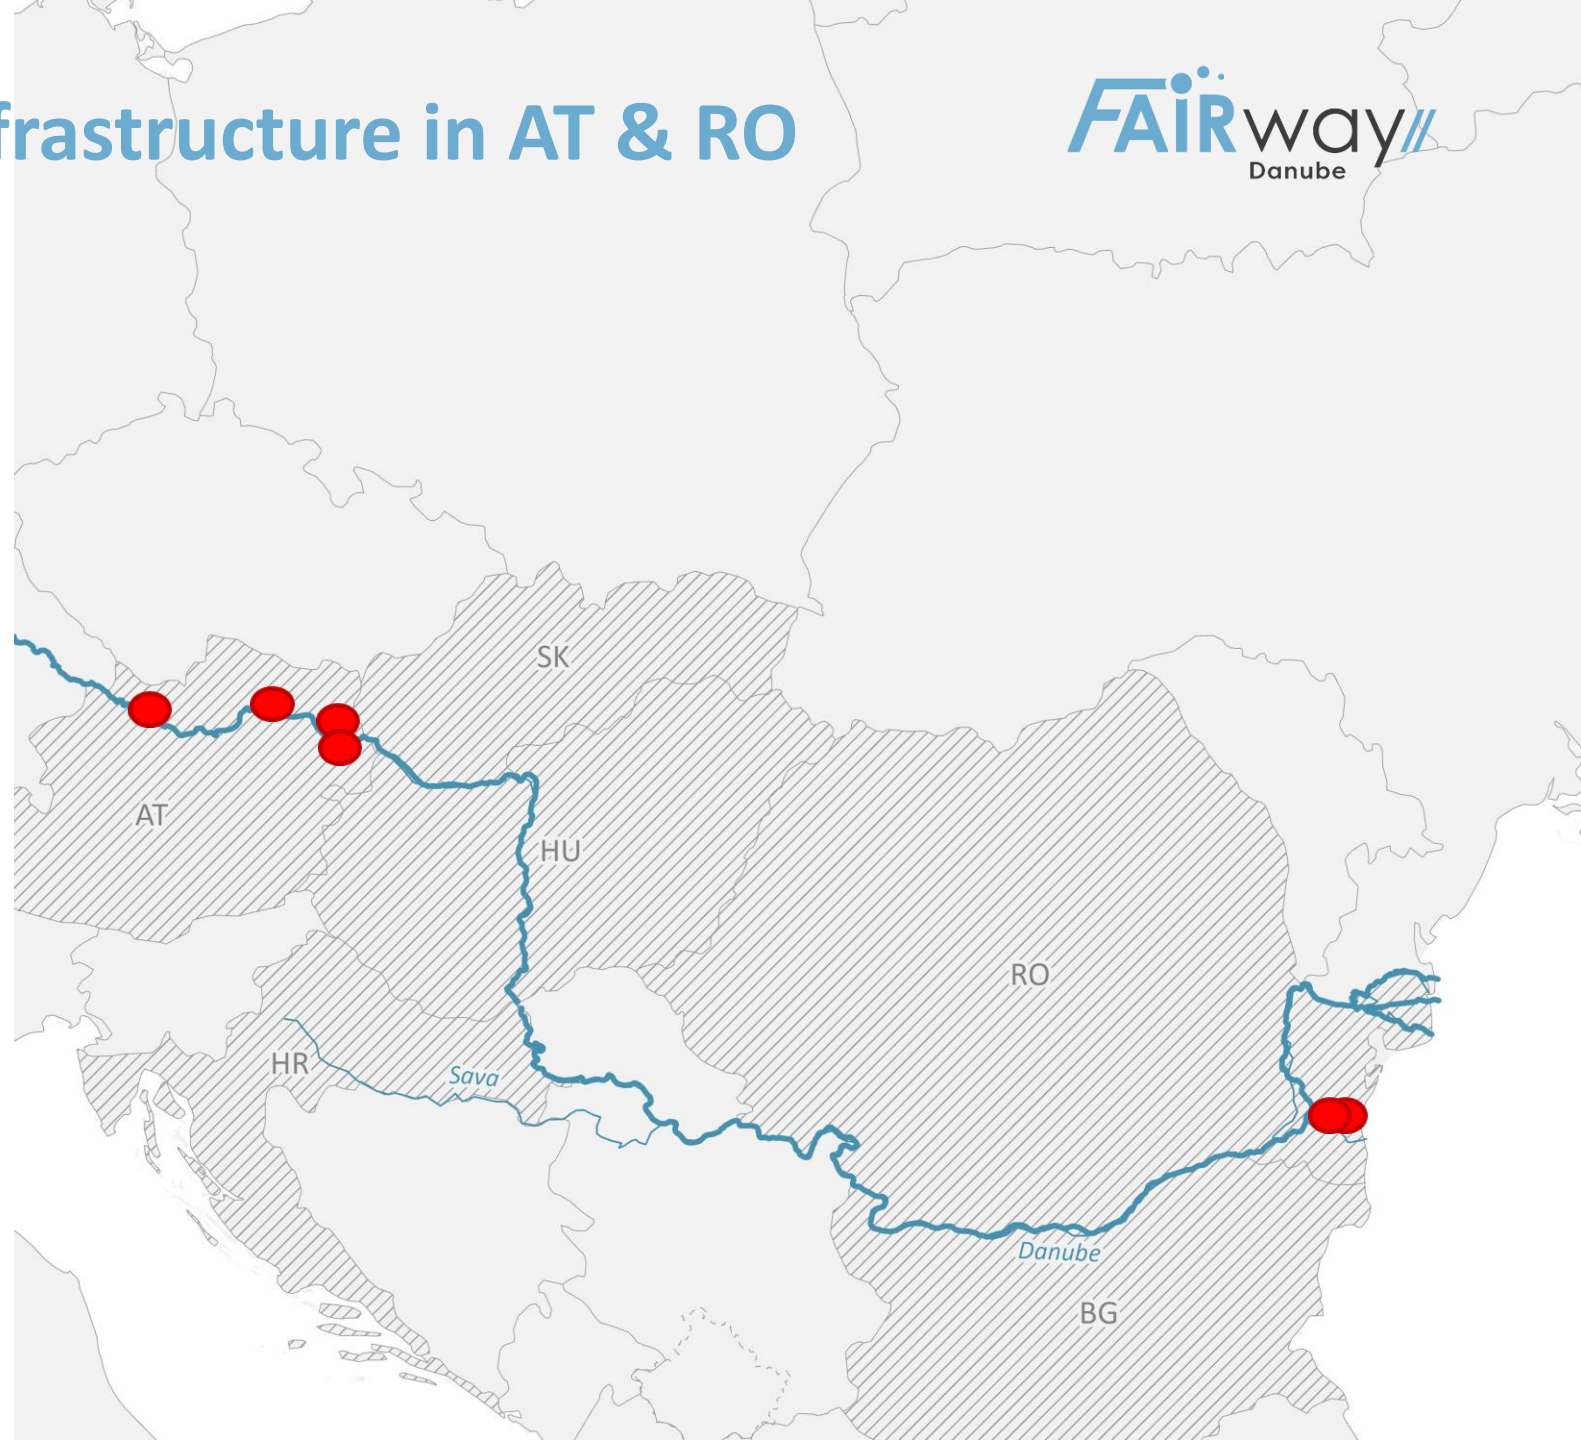 frastructure in AT & RO
FAiRway//
Danube
SK
AT
HU
RO
HR
Sava
Danube
BG